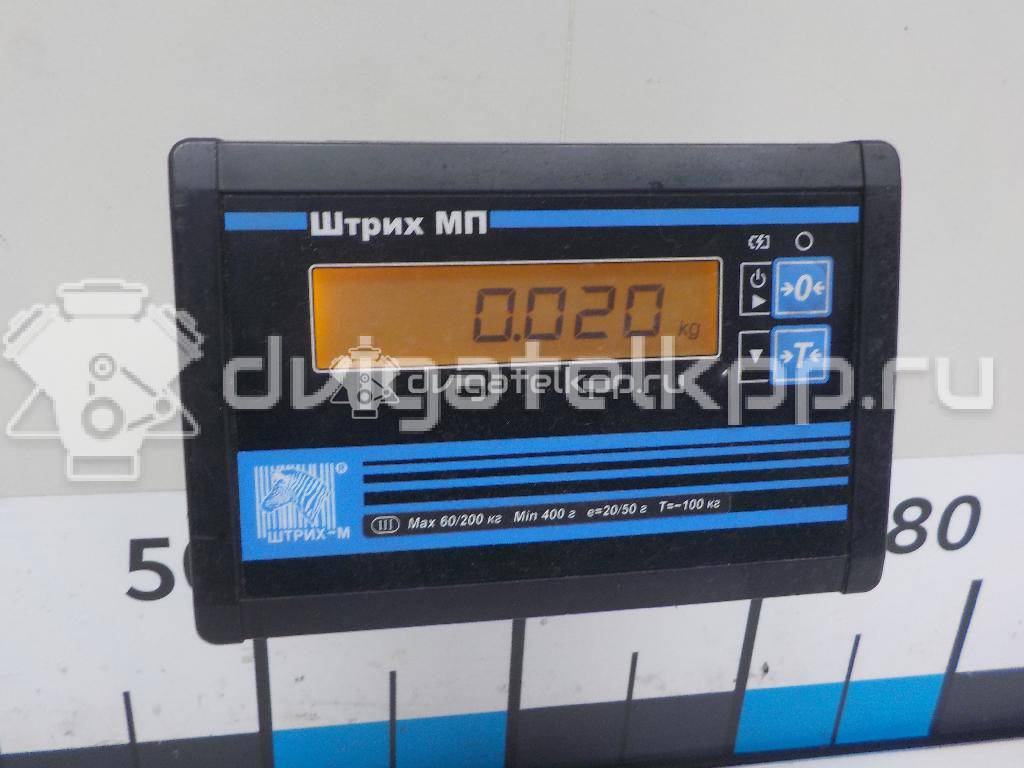 Штрих МП
0.020 kg
→0←
→T←
dvigatelkpp.ru
dvigatelkpp.ru
ШТРИХ-М ®
III Max 60/200 кг Min 400 г e=20/50 г T=-100 кг
80